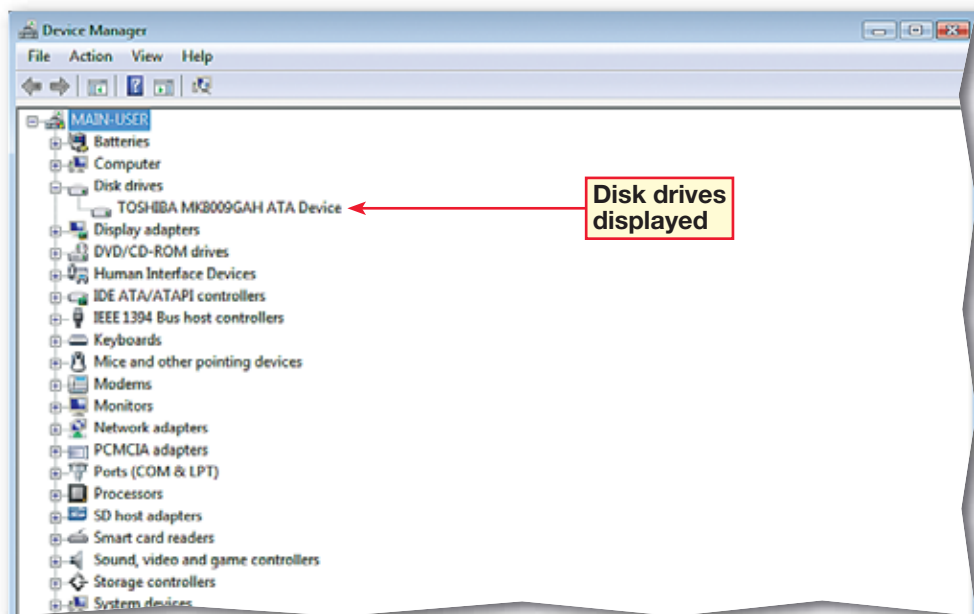 Device Manager
File Action View Help
MAIN-USER
Batteries
Computer
Disk drives
TOSHIBA MK8009GAH ATA Device
Disk drives
displayed
Display adapters
DVD/CD-ROM drives
Human Interface Devices
IDE ATA/ATAPI controllers
IEEE 1394 Bus host controllers
Keyboards
Mice and other pointing devices
Modems
Monitors
Network adapters
PCMCIA adapters
Ports (COM & LPT)
Processors
SD host adapters
Smart card readers
Sound, video and game controllers
Storage controllers
System devices